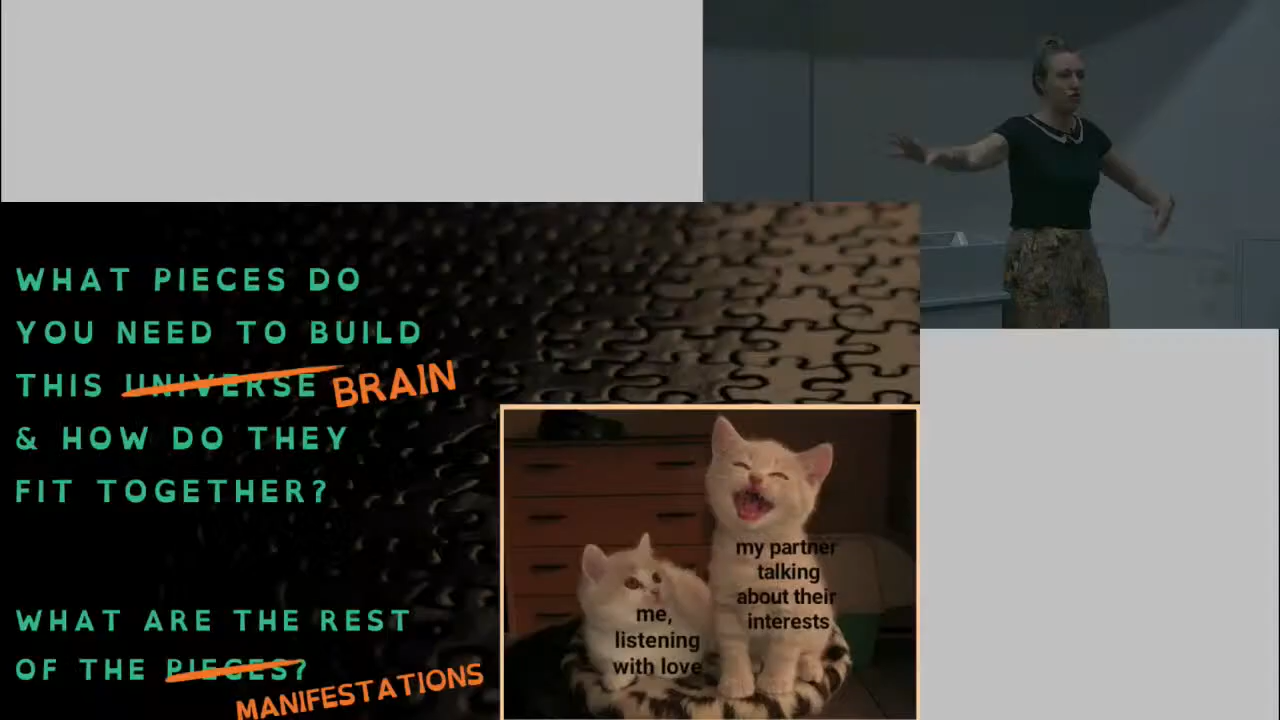 WHAT PIECES DO
YOU NEED TO BUILD
THIS UNIVERSE BRAIN
& HOW DO THEY
FIT TOGETHER?
WHAT ARE THE REST
OF THE PIECES?
MANIFESTATIONS
my partner
talking
about their
interests
me,
listening
with love